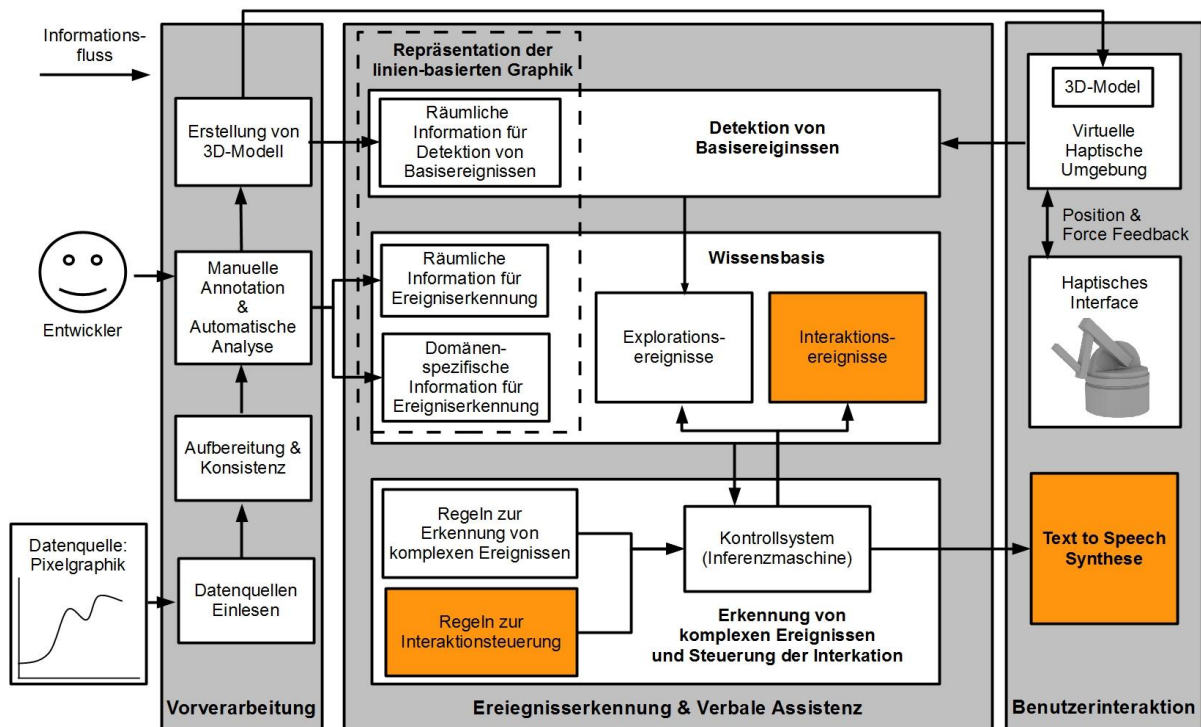 Informations-
fluss
Entwickler
Datenquelle:
Pixelgraphik
Erstellung von
3D-Modell
Manuelle
Annotation
&
Automatische
Analyse
Aufbereitung &
Konsistenz
Datenquellen
Einlesen
Vorverarbeitung
Repräsentation der
linien-basierten Graphik
Räumliche
Information für
Detektion von
Basisereignissen
Detektion von
Basisereiginssen
Räumliche
Information für
Ereigniserkennung
Domänen-
spezifische
Information für
Ereigniserkennung
Wissensbasis
Explorations-
ereignisse
Interaktions-
ereignisse
Regeln zur
Erkennung von
komplexen Ereignissen
Regeln zur
Interaktionsteuerung
Kontrollsystem
(Inferenzmaschine)
Erkennung von
komplexen Ereignissen
und Steuerung der Interkation
Ereiegnisserkennung & Verbale Assistenz
3D-Model
Virtuelle
Haptische
Umgebung
Position &
Force Feedback
Haptisches
Interface
Text to Speech
Synthese
Benutzerinteraktion